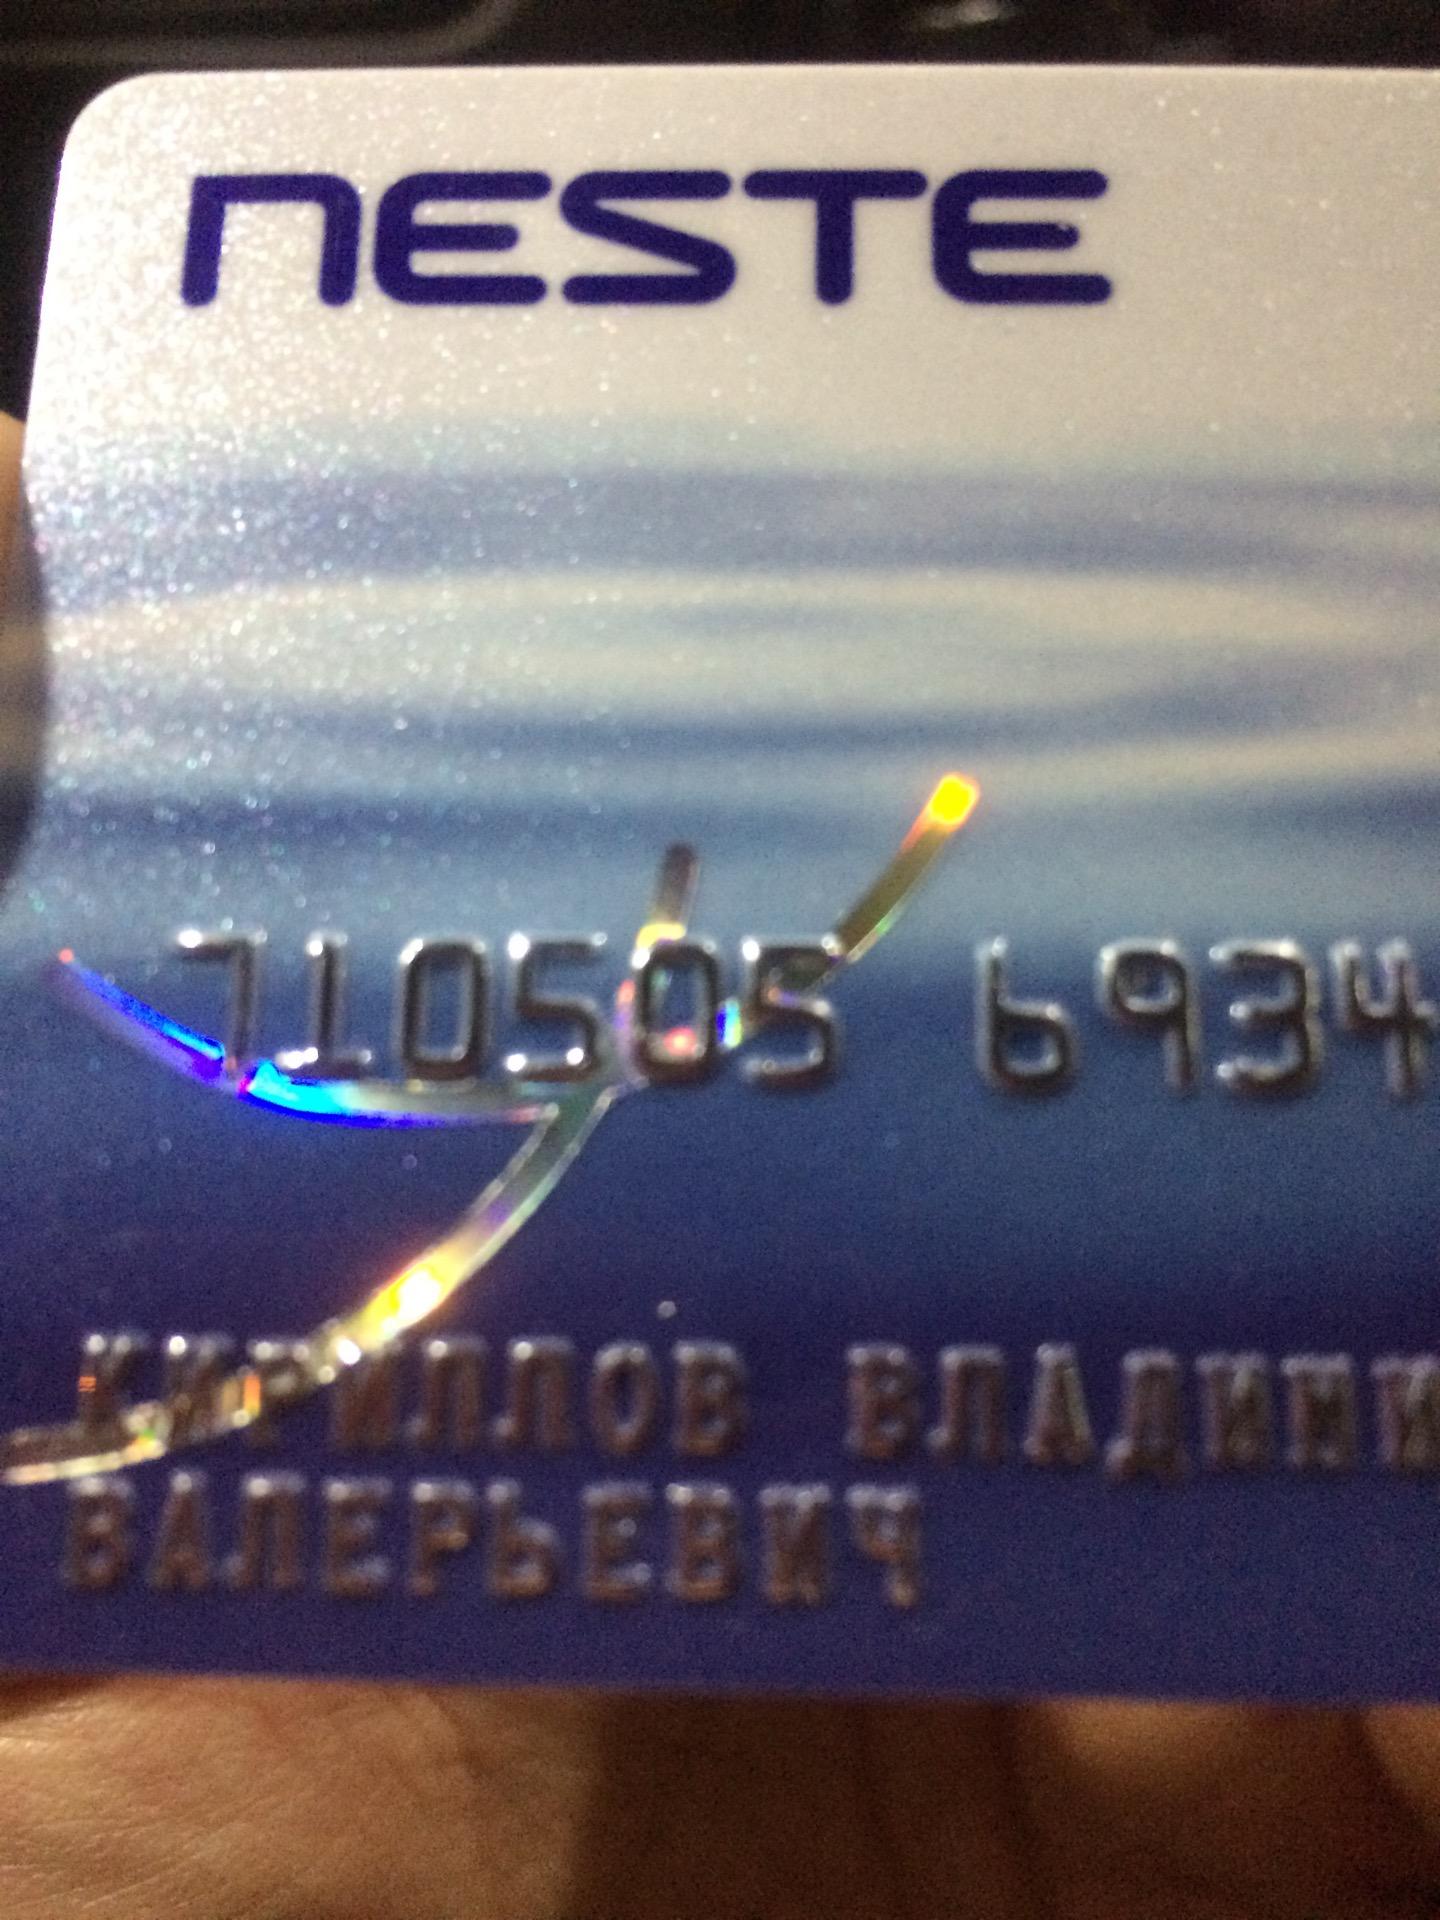 NESTE
710505 6934
КИРИЛЛОВ ВЛАДИМИ
ВАЛЕРЬЕВИЧ